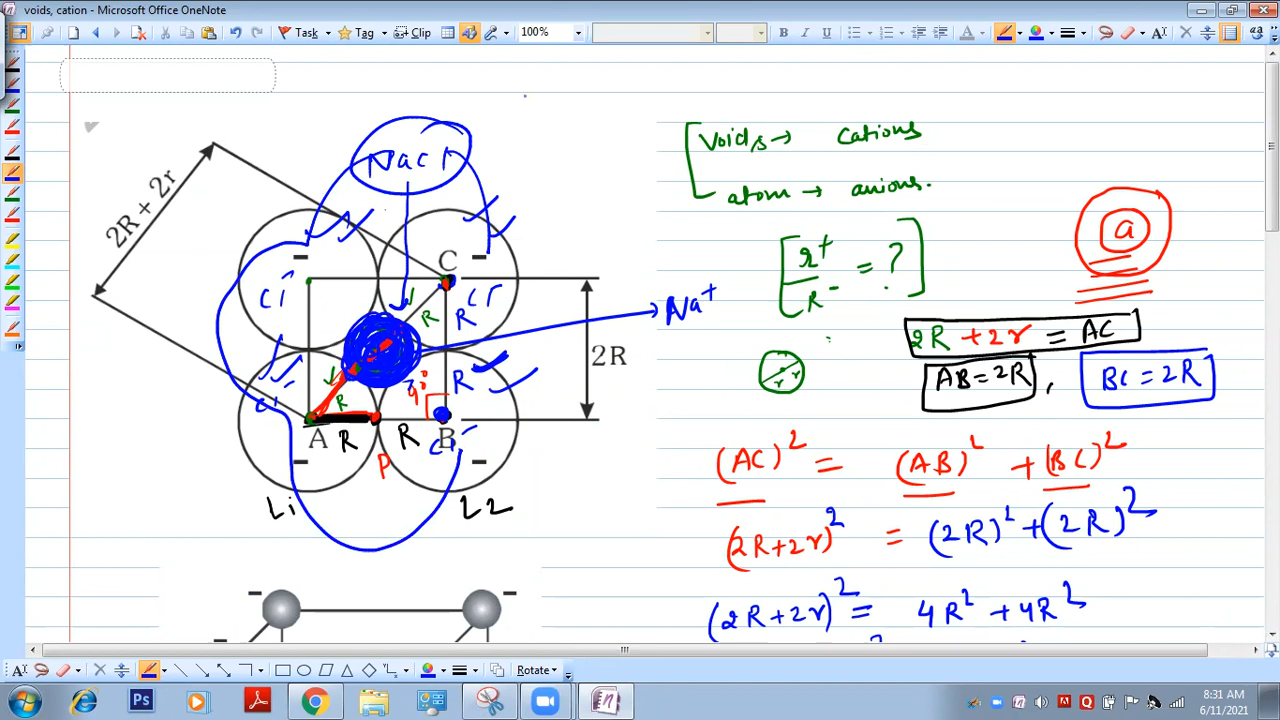 voids, cation - Microsoft Office OneNote
Task
Tag
Clip
100%
B I U
NaCl
Voids → Cations
atom → anions.
2R + 2r
r+
— = ?
R-
a
C
Cl-
Cl-
R
R
Na+
2R + 2r = AC
2R
AB = 2R , BC = 2R
Cl-
R
90°
R
A
R
R
B
Cl-
P
(AC)² = (AB)² + (BC)²
L1
L2
(2R+2r)² = (2R)² + (2R)²
(2R+2r)² = 4R² + 4R²
Rotate
8:31 AM
6/11/2021